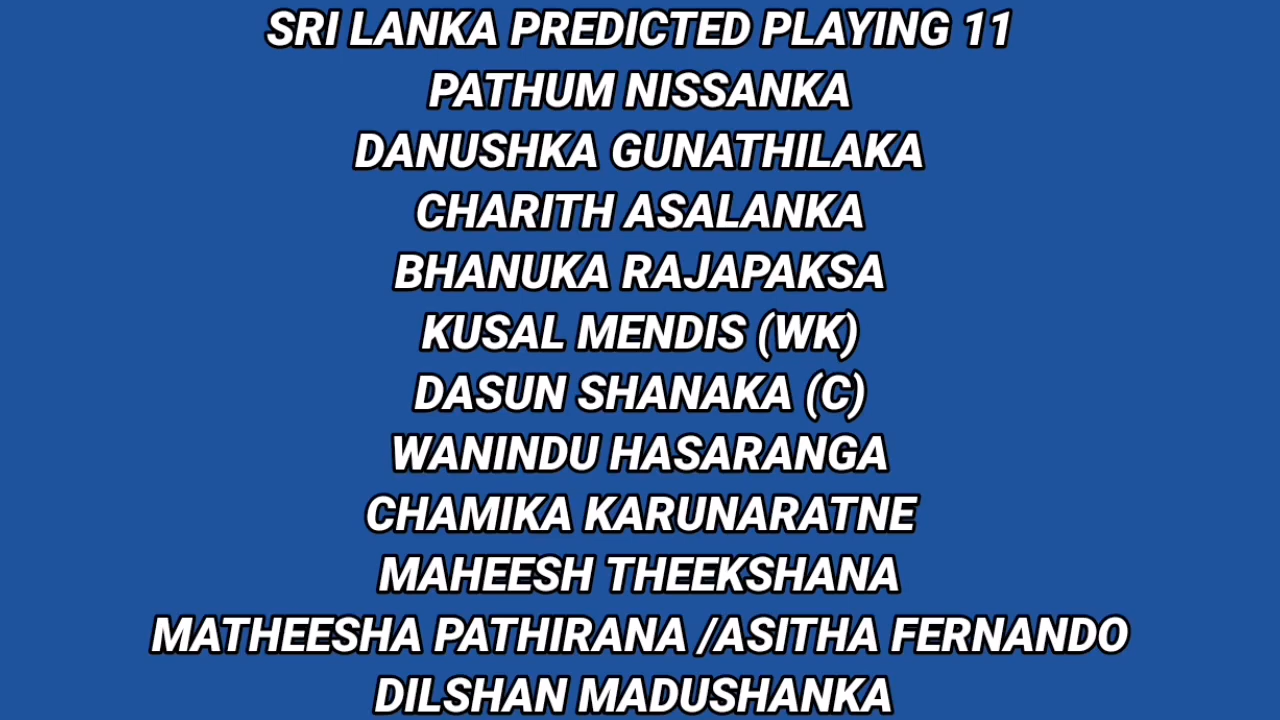 SRI LANKA PREDICTED PLAYING 11
PATHUM NISSANKA
DANUSHKA GUNATHILAKA
CHARITH ASALANKA
BHANUKA RAJAPAKSA
KUSAL MENDIS (WK)
DASUN SHANAKA (C)
WANINDU HASARANGA
CHAMIKA KARUNARATNE
MAHEESH THEEKSHANA
MATHEESHA PATHIRANA /ASITHA FERNANDO
DILSHAN MADUSHANKA